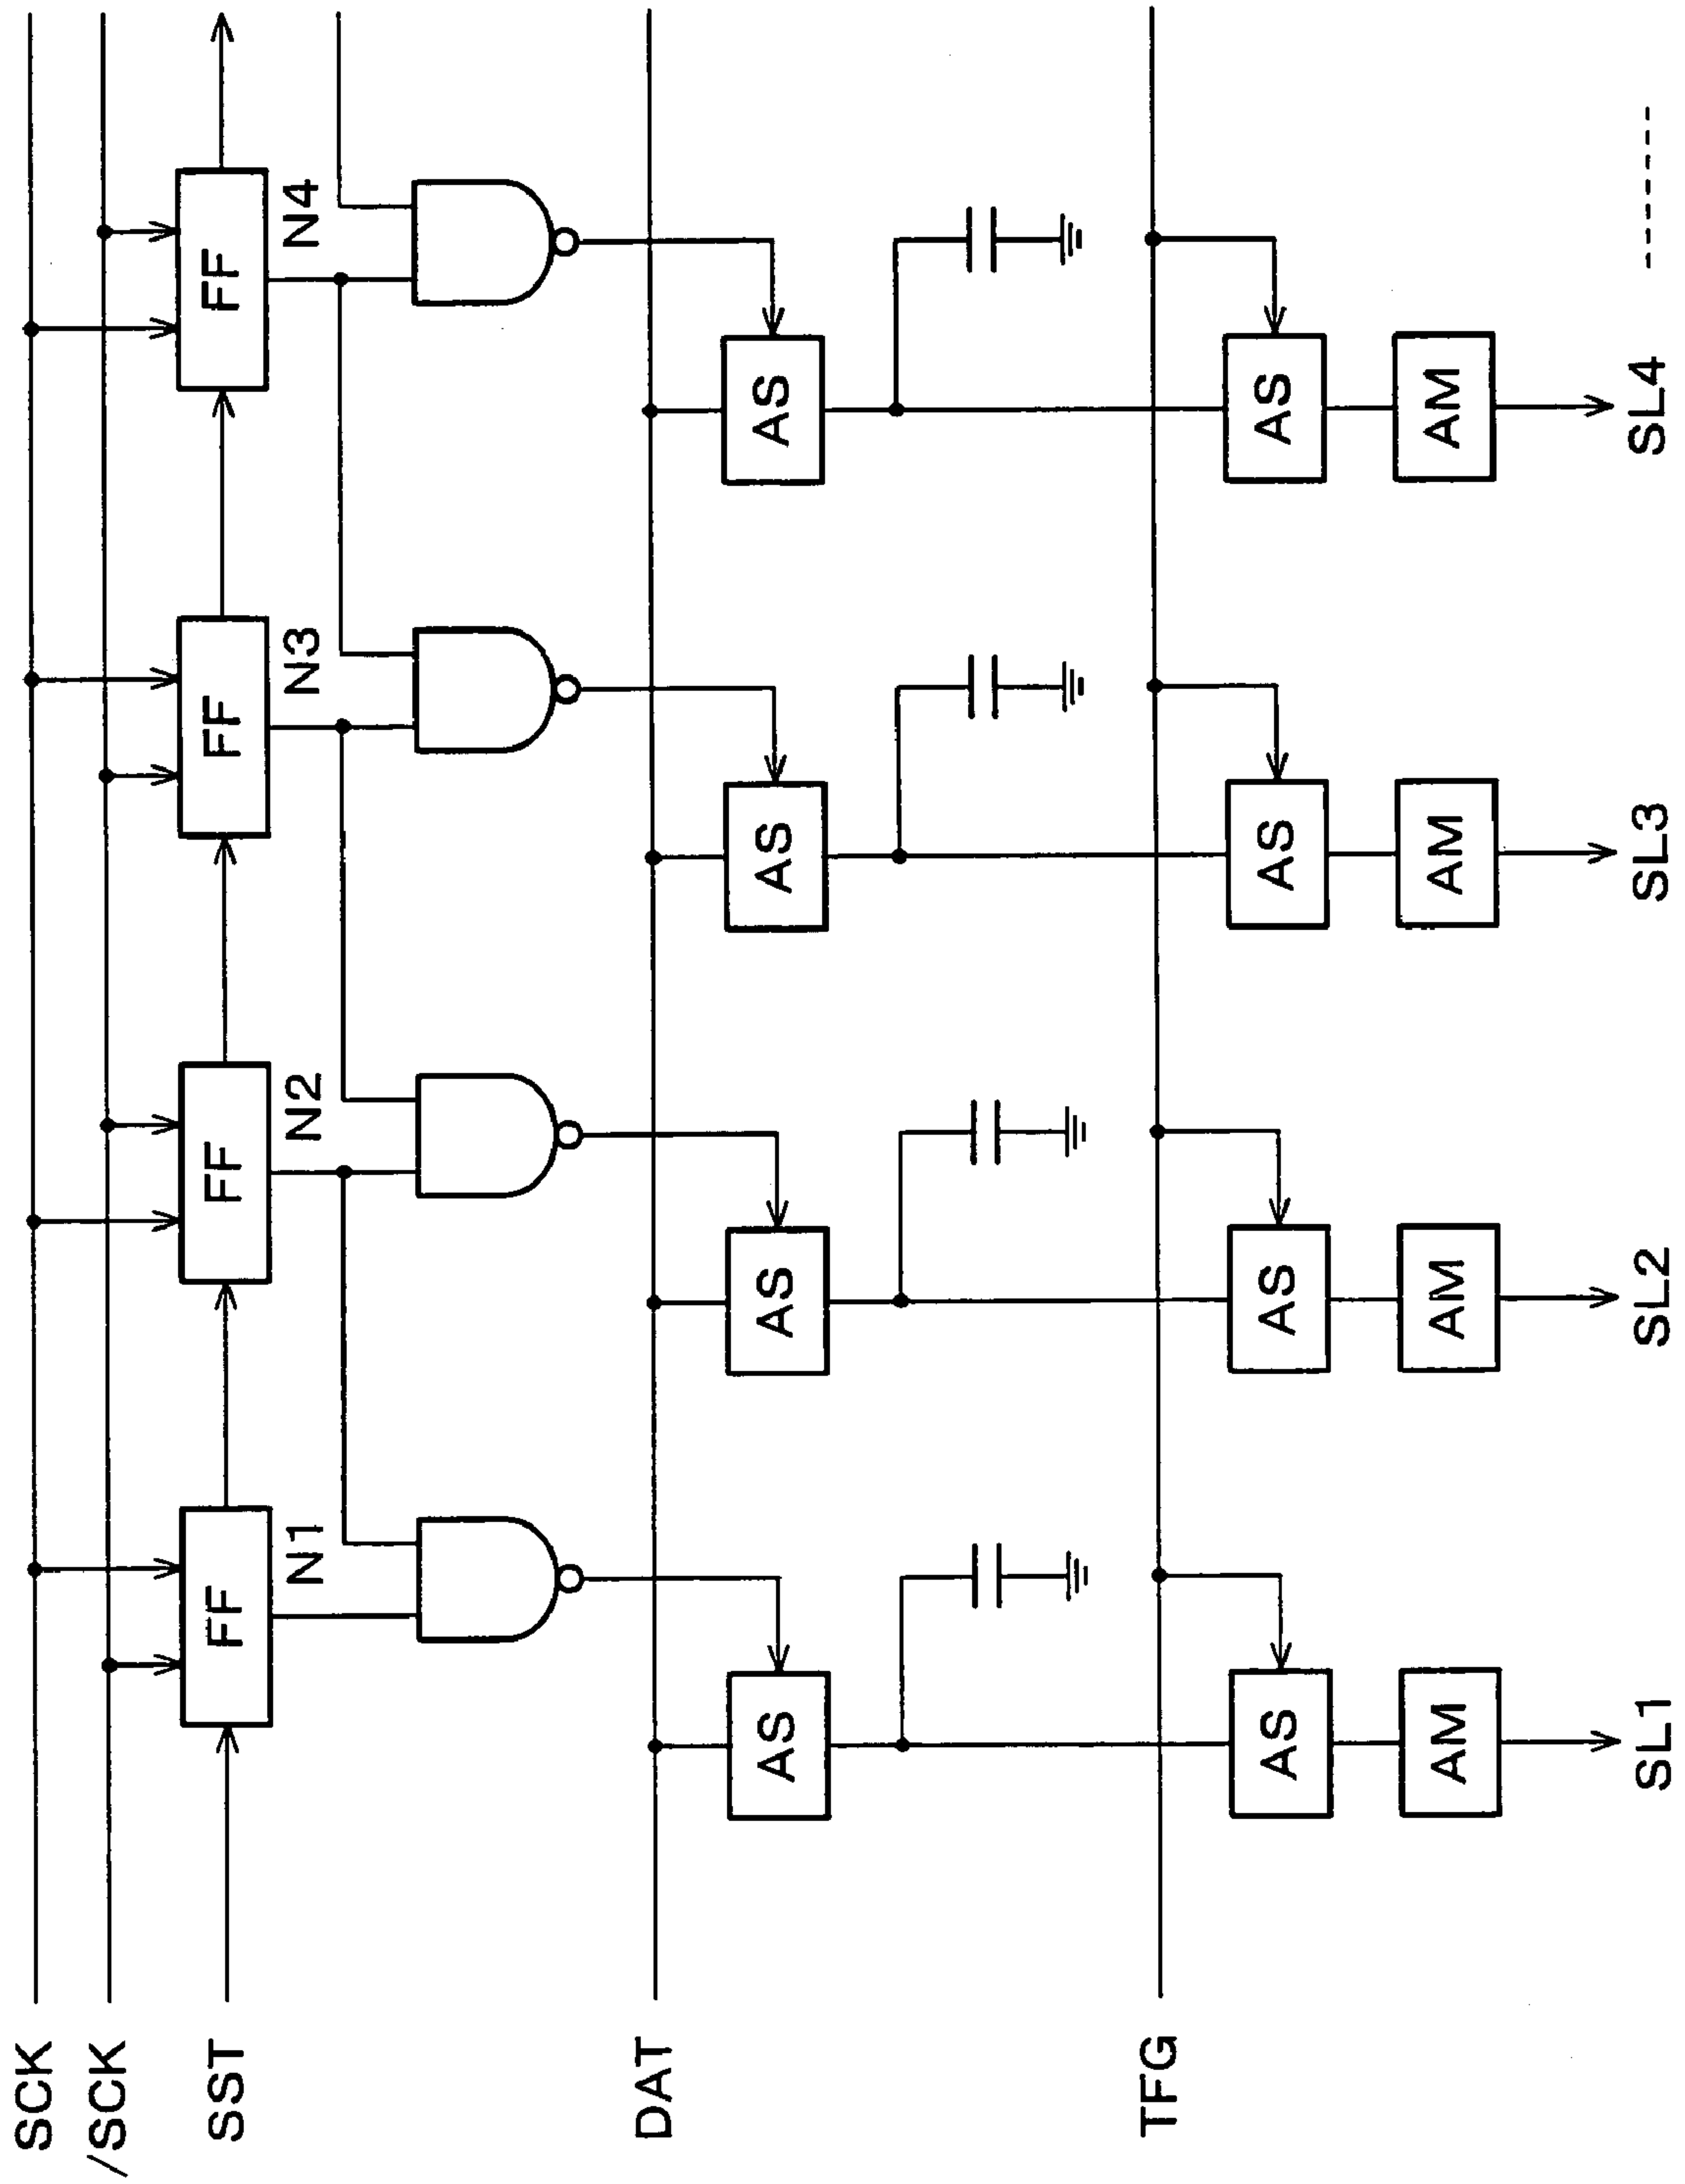 SCK
/SCK
SST
FF
FF
FF
FF
N1
N2
N3
N4
DAT
AS
AS
AS
AS
TFG
AS
AS
AS
AS
AM
AM
AM
AM
SL1
SL2
SL3
SL4